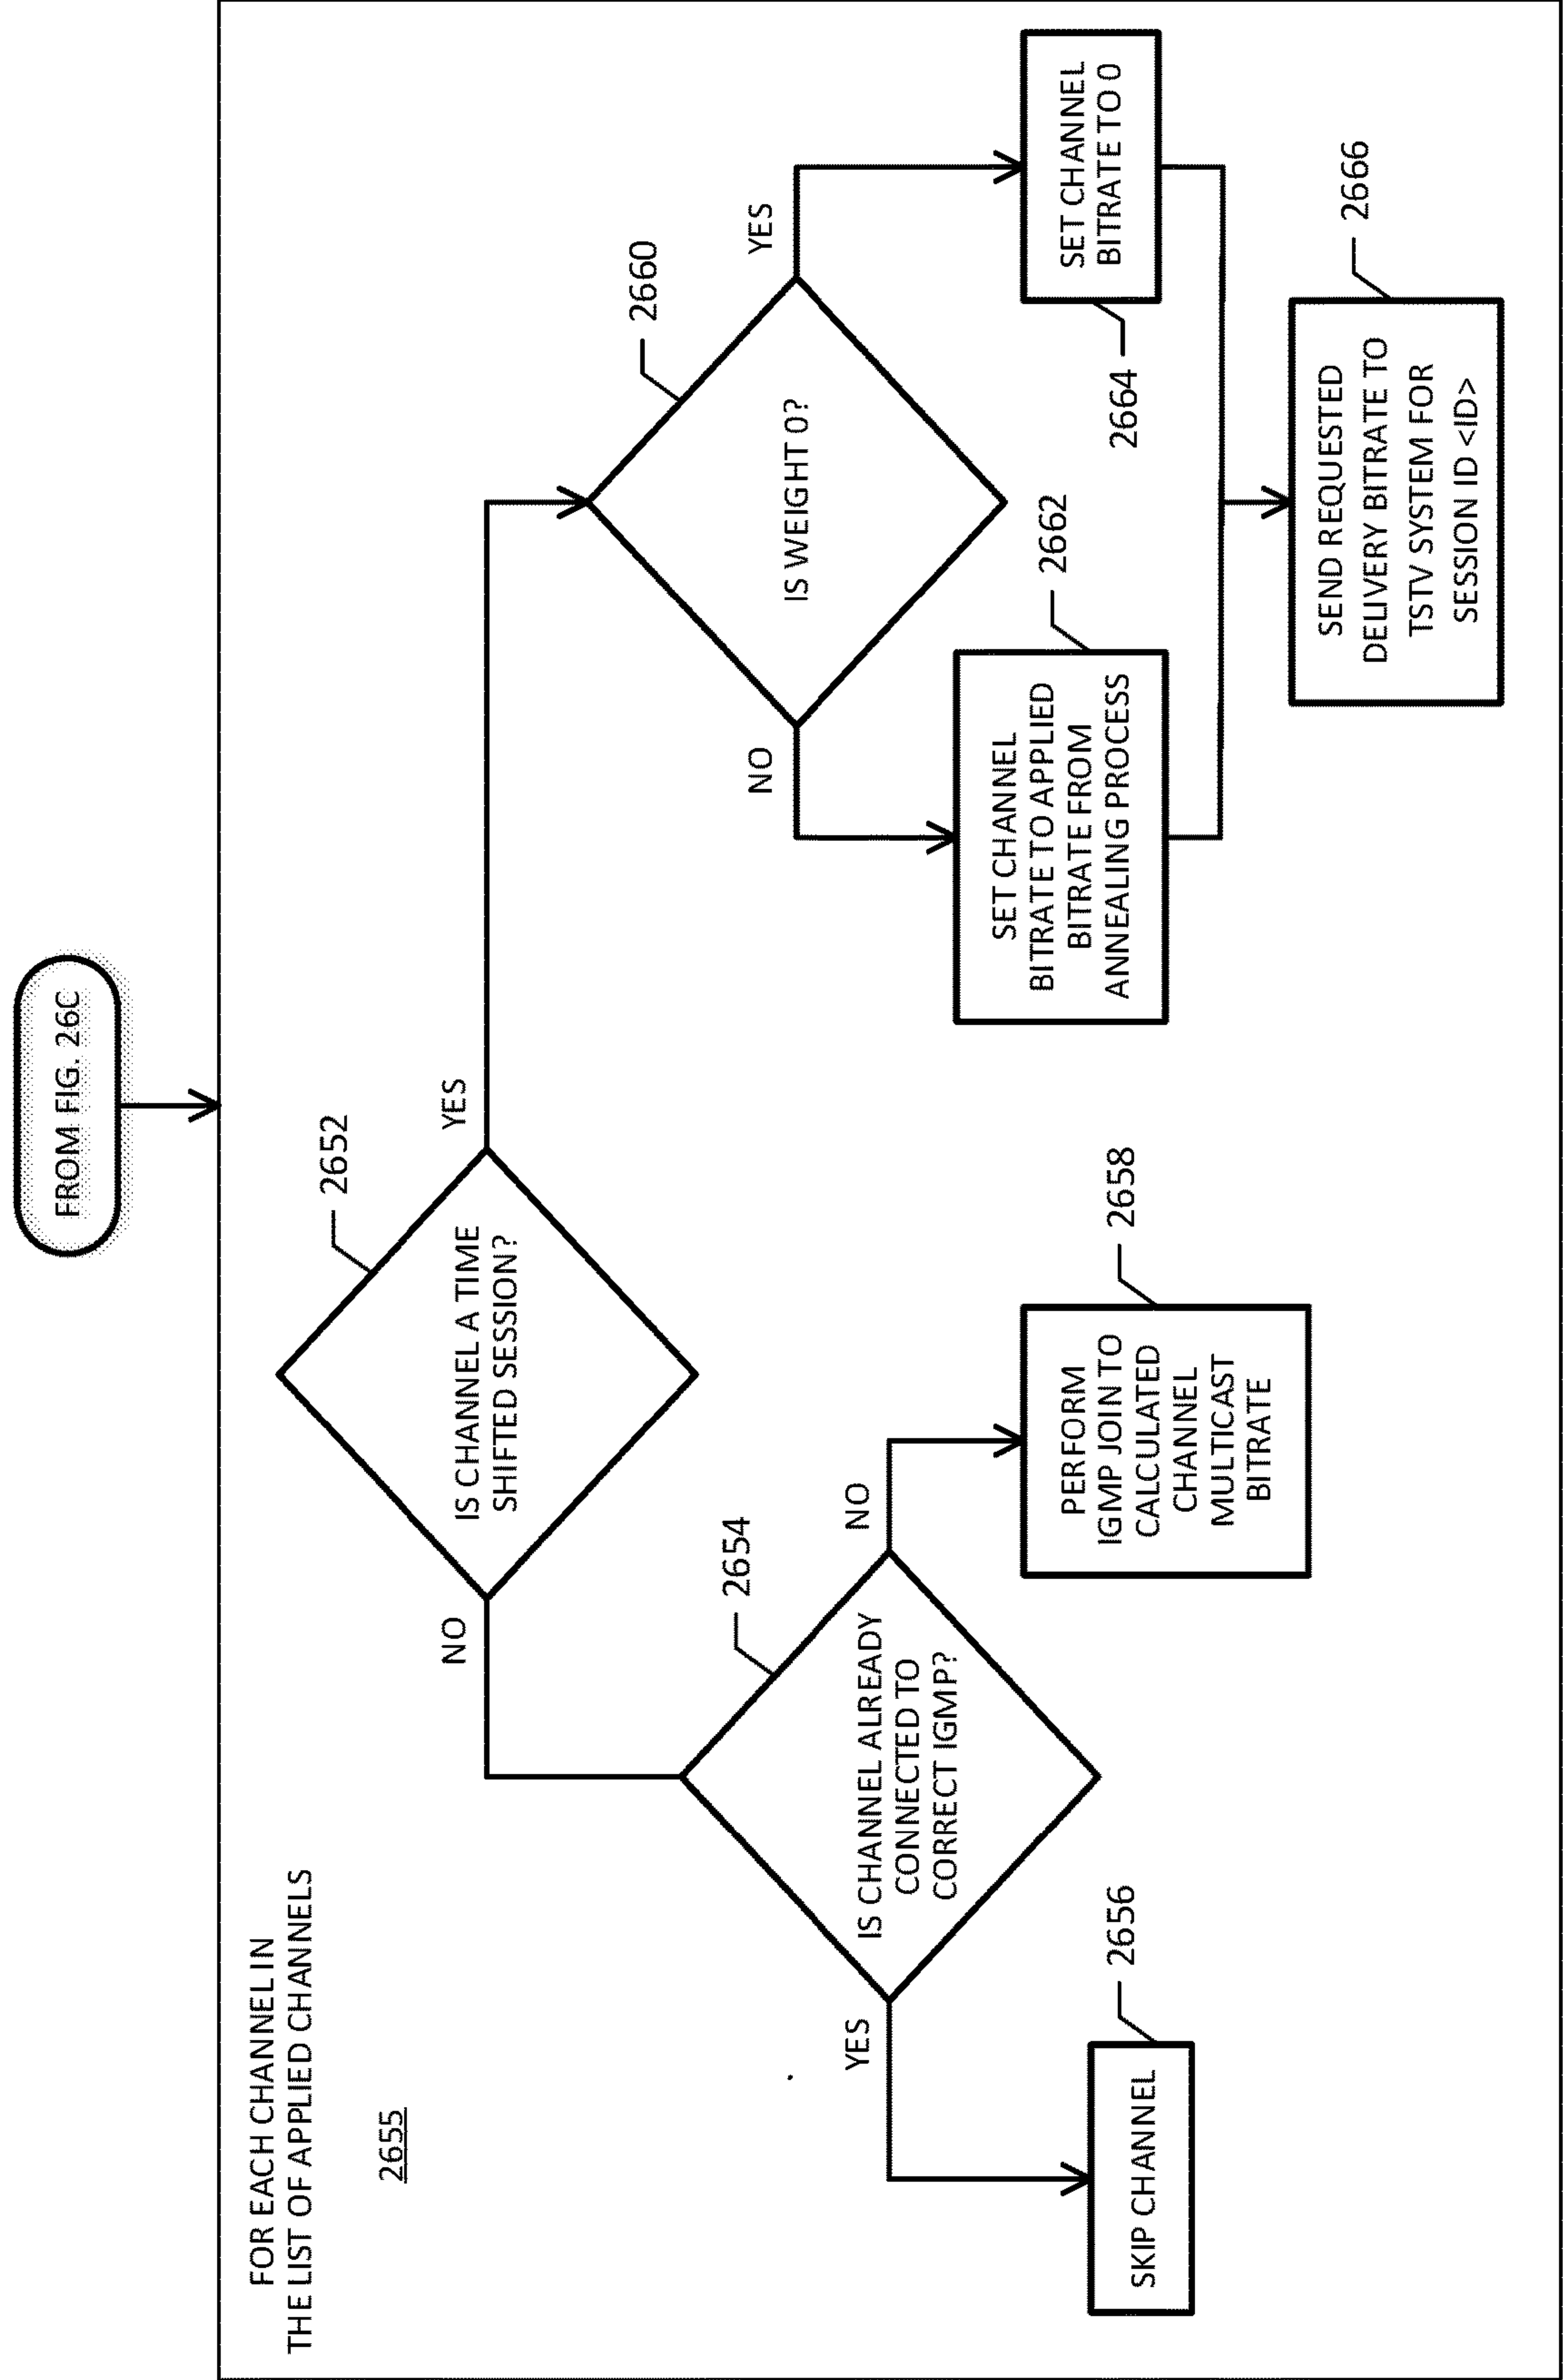 FROM FIG. 26C
FOR EACH CHANNEL IN
THE LIST OF APPLIED CHANNELS
2655
2652
IS CHANNEL A TIME
SHIFTED SESSION?
NO
YES
2654
IS CHANNEL ALREADY
CONNECTED TO
CORRECT IGMP?
YES
NO
2656
SKIP CHANNEL
2658
PERFORM
IGMP JOIN TO
CALCULATED
CHANNEL
MULTICAST
BITRATE
2660
IS WEIGHT 0?
NO
YES
2662
SET CHANNEL
BITRATE TO APPLIED
BITRATE FROM
ANNEALING PROCESS
2664
SET CHANNEL
BITRATE TO 0
2666
SEND REQUESTED
DELIVERY BITRATE TO
TSTV SYSTEM FOR
SESSION ID <ID>